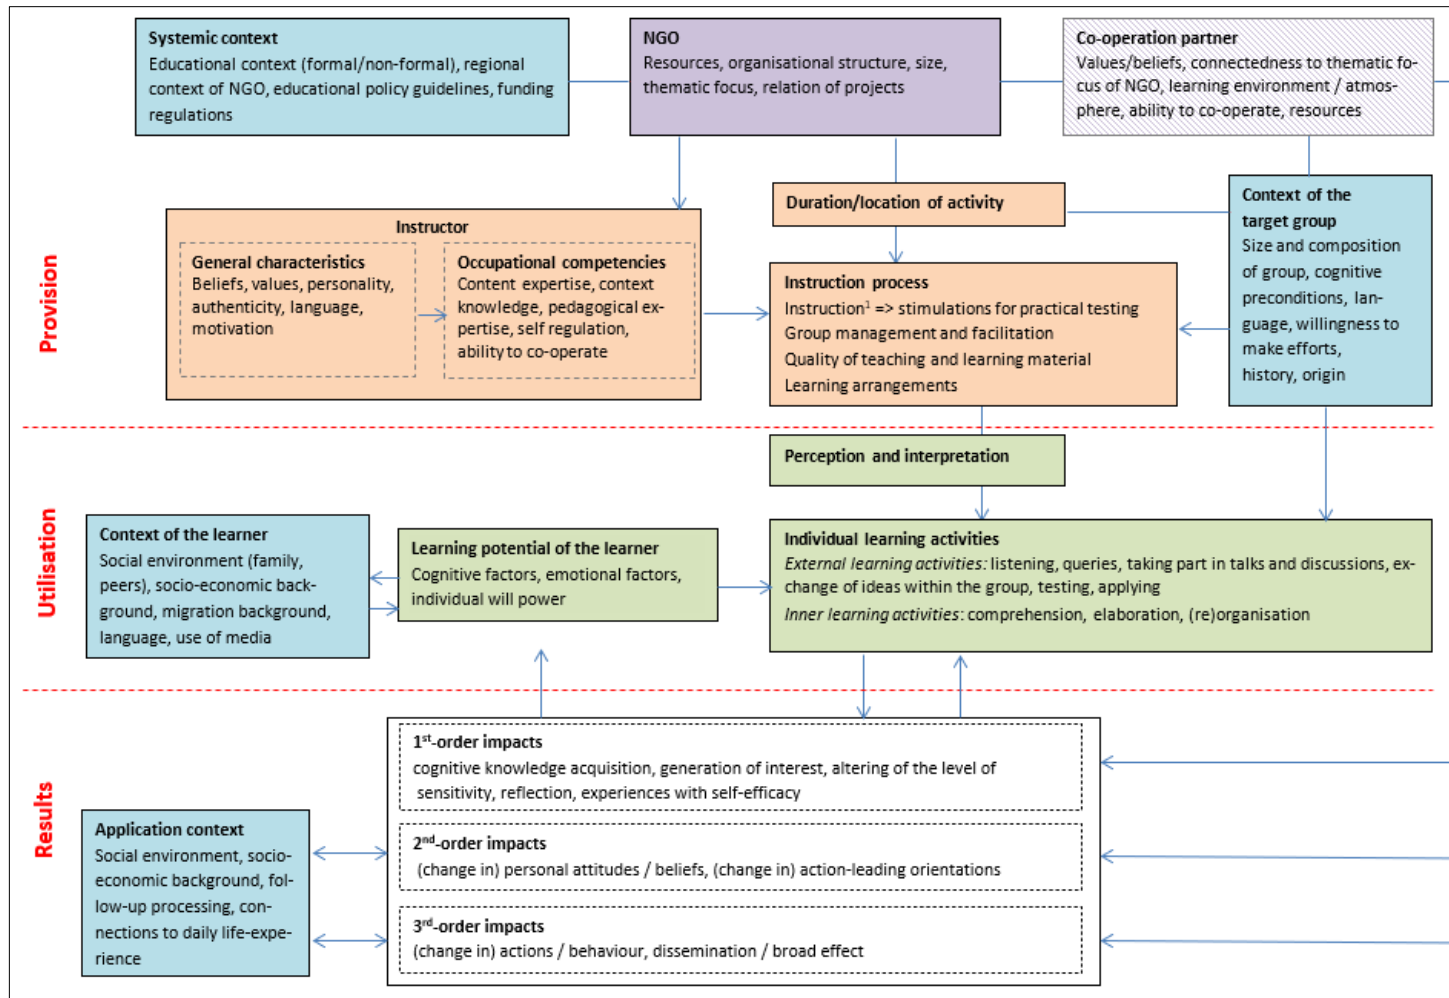 Systemic context
Educational context (formal/non-formal), regional
context of NGO, educational policy guidelines, funding
regulations
NGO
Resources, organisational structure, size,
thematic focus, relation of projects
Co-operation partner
Values/beliefs, connectedness to thematic fo-
cus of NGO, learning environment / atmos-
phere, ability to co-operate, resources
Provision
Instructor
General characteristics
Beliefs, values, personality,
authenticity, language,
motivation
Occupational competencies
Content expertise, context
knowledge, pedagogical ex-
pertise, self regulation,
ability to co-operate
Duration/location of activity
Instruction process
Instruction¹ => stimulations for practical testing
Group management and facilitation
Quality of teaching and learning material
Learning arrangements
Context of the
target group
Size and composition
of group, cognitive
preconditions, lan-
guage, willingness to
make efforts,
history, origin
Utilisation
Perception and interpretation
Context of the learner
Social environment (family,
peers), socio-economic back-
ground, migration background,
language, use of media
Learning potential of the learner
Cognitive factors, emotional factors,
individual will power
Individual learning activities
External learning activities: listening, queries, taking part in talks and discussions, ex-
change of ideas within the group, testing, applying
Inner learning activities: comprehension, elaboration, (re)organisation
Results
1st-order impacts
cognitive knowledge acquisition, generation of interest, altering of the level of
sensitivity, reflection, experiences with self-efficacy
Application context
Social environment, socio-
economic background, fol-
low-up processing, con-
nections to daily life-expe-
rience
2nd-order impacts
(change in) personal attitudes / beliefs, (change in) action-leading orientations
3rd-order impacts
(change in) actions / behaviour, dissemination / broad effect